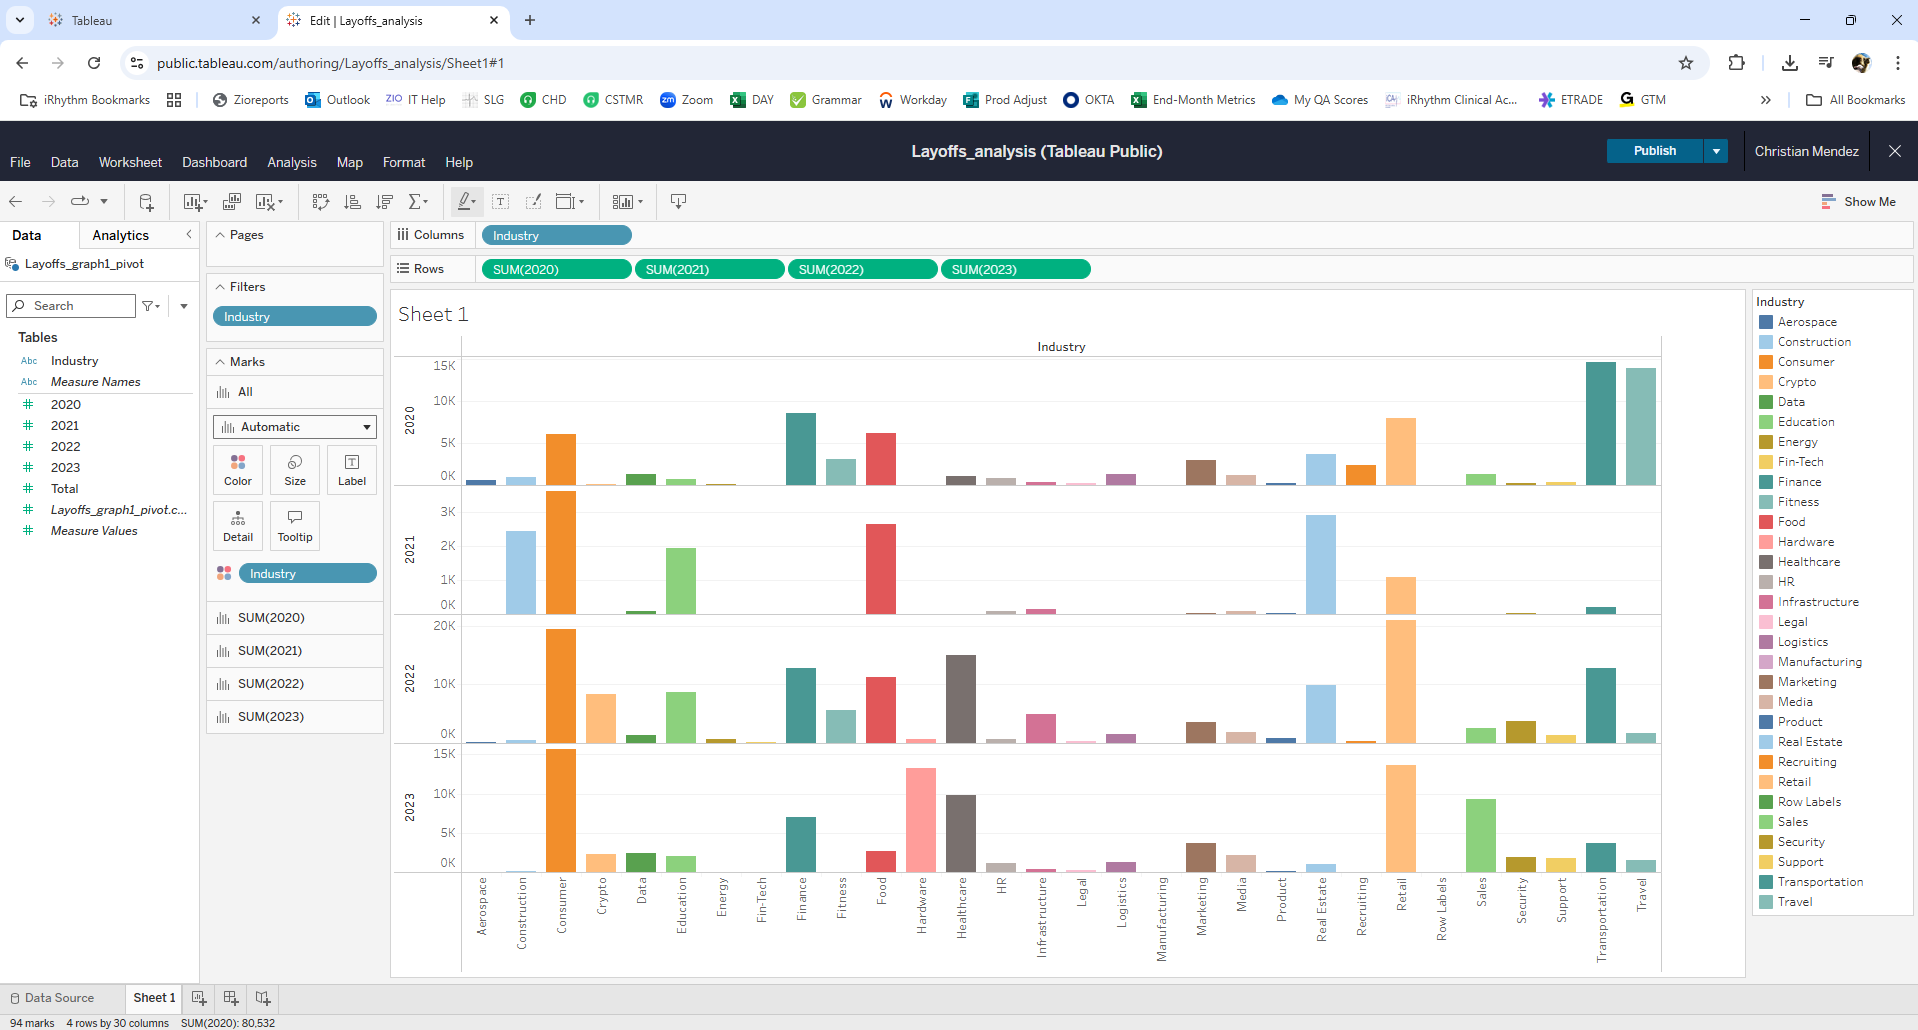 Tableau
Edit | Layoffs_analysis
public.tableau.com/authoring/Layoffs_analysis/Sheet1#1
iRhythm Bookmarks
Zioreports
Outlook
ZIO IT Help
SLG
CHD
CSTMR
zm Zoom
DAY
Grammar
Workday
Prod Adjust
OKTA
End-Month Metrics
My QA Scores
iRhythm Clinical Ac...
ETRADE
GTM
All Bookmarks
Layoffs_analysis (Tableau Public)
Publish
Christian Mendez
File Data Worksheet Dashboard Analysis Map Format Help
Show Me
Data
Analytics
Layoffs_graph1_pivot
Search
Tables
Abc Industry
Abc Measure Names
2020
2021
2022
2023
Total
Layoffs_graph1_pivot.c...
Measure Values
Pages
Filters
Industry
Marks
All
Automatic
Color
Size
Label
Detail
Tooltip
Industry
SUM(2020)
SUM(2021)
SUM(2022)
SUM(2023)
Columns
Industry
Rows
SUM(2020)
SUM(2021)
SUM(2022)
SUM(2023)
Sheet 1
Industry
2020
15K
10K
5K
0K
2021
3K
2K
1K
0K
2022
20K
10K
0K
2023
15K
10K
5K
0K
Aerospace
Construction
Consumer
Crypto
Data
Education
Energy
Fin-Tech
Finance
Fitness
Food
Hardware
Healthcare
HR
Infrastructure
Legal
Logistics
Manufacturing
Marketing
Media
Product
Real Estate
Recruiting
Retail
Row Labels
Sales
Security
Support
Transportation
Travel
Industry
Aerospace
Construction
Consumer
Crypto
Data
Education
Energy
Fin-Tech
Finance
Fitness
Food
Hardware
Healthcare
HR
Infrastructure
Legal
Logistics
Manufacturing
Marketing
Media
Product
Real Estate
Recruiting
Retail
Row Labels
Sales
Security
Support
Transportation
Travel
Data Source
Sheet 1
94 marks
4 rows by 30 columns
SUM(2020): 80,532